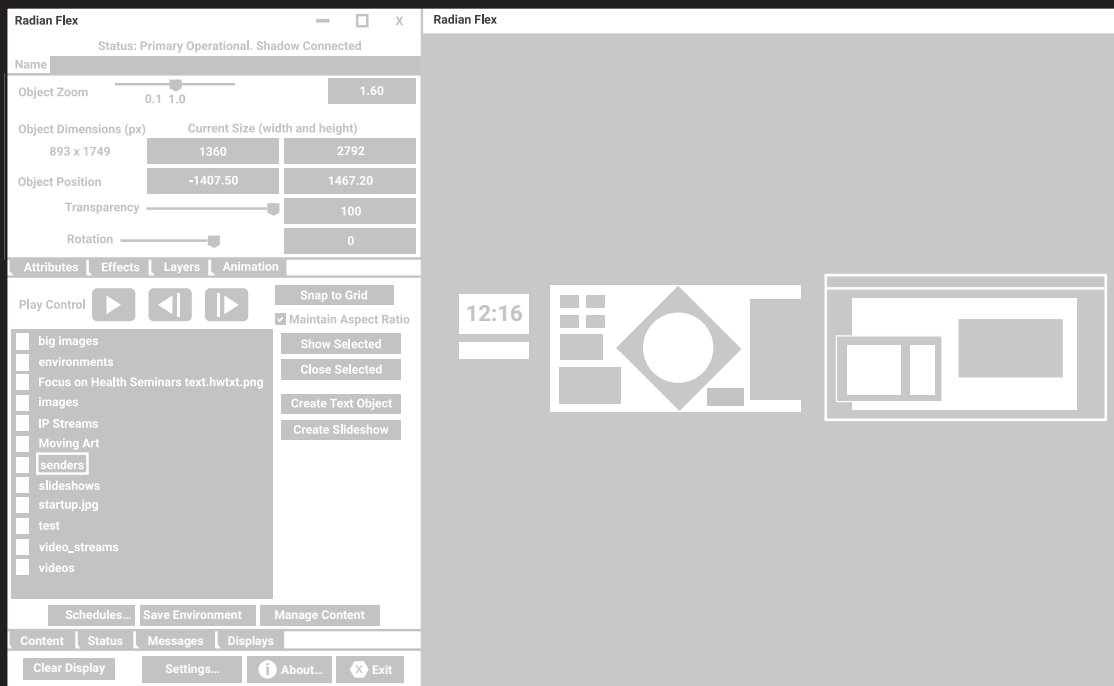 Radian Flex
X
Radian Flex
Status: Primary Operational. Shadow Connected
Name
Object Zoom
0.1 1.0
1.60
Object Dimensions (px)
Current Size (width and height)
893 x 1749
1360
2792
Object Position
-1407.50
1467.20
Transparency
100
Rotation
0
Attributes
Effects
Layers
Animation
Play Control
Snap to Grid
Maintain Aspect Ratio
Show Selected
Close Selected
Create Text Object
Create Slideshow
big images
environments
Focus on Health Seminars text.hwtxt.png
images
IP Streams
Moving Art
senders
slideshows
startup.jpg
test
video_streams
videos
Schedules...
Save Environment
Manage Content
Content
Status
Messages
Displays
Clear Display
Settings...
i About...
X Exit
12:16